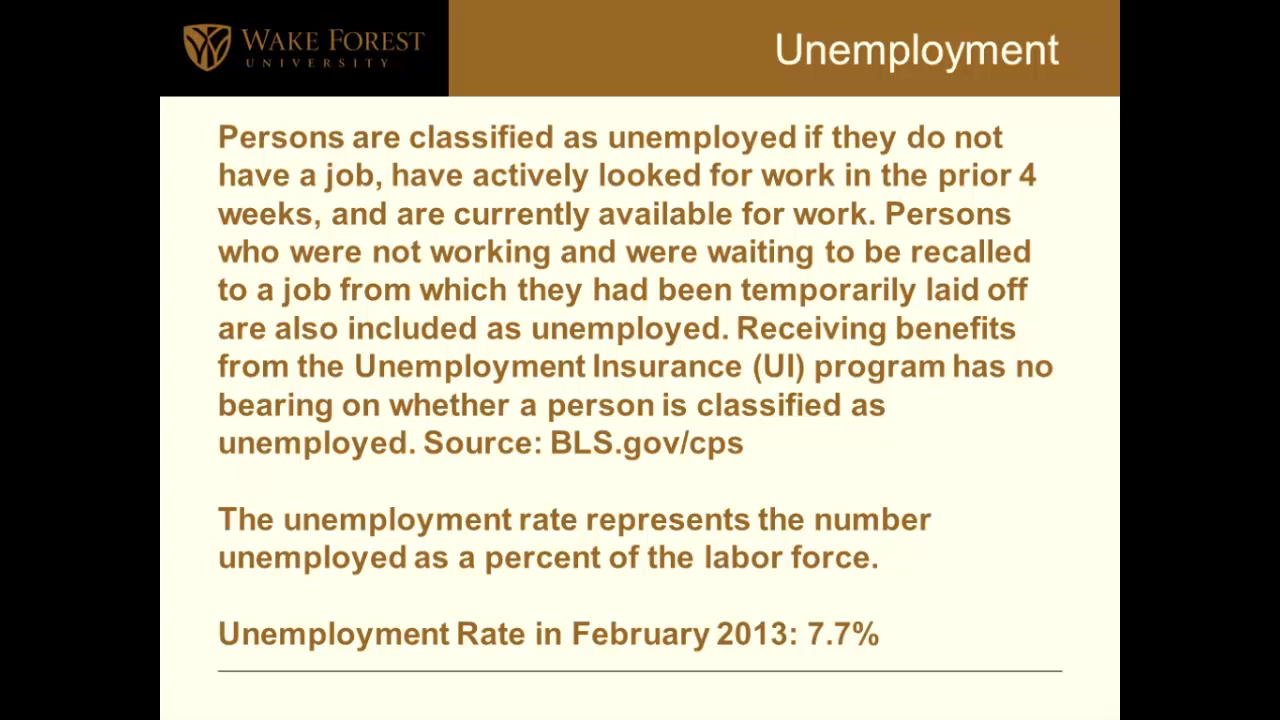 WAKE FOREST
UNIVERSITY
Unemployment
Persons are classified as unemployed if they do not
have a job, have actively looked for work in the prior 4
weeks, and are currently available for work. Persons
who were not working and were waiting to be recalled
to a job from which they had been temporarily laid off
are also included as unemployed. Receiving benefits
from the Unemployment Insurance (UI) program has no
bearing on whether a person is classified as
unemployed. Source: BLS.gov/cps
The unemployment rate represents the number
unemployed as a percent of the labor force.
Unemployment Rate in February 2013: 7.7%